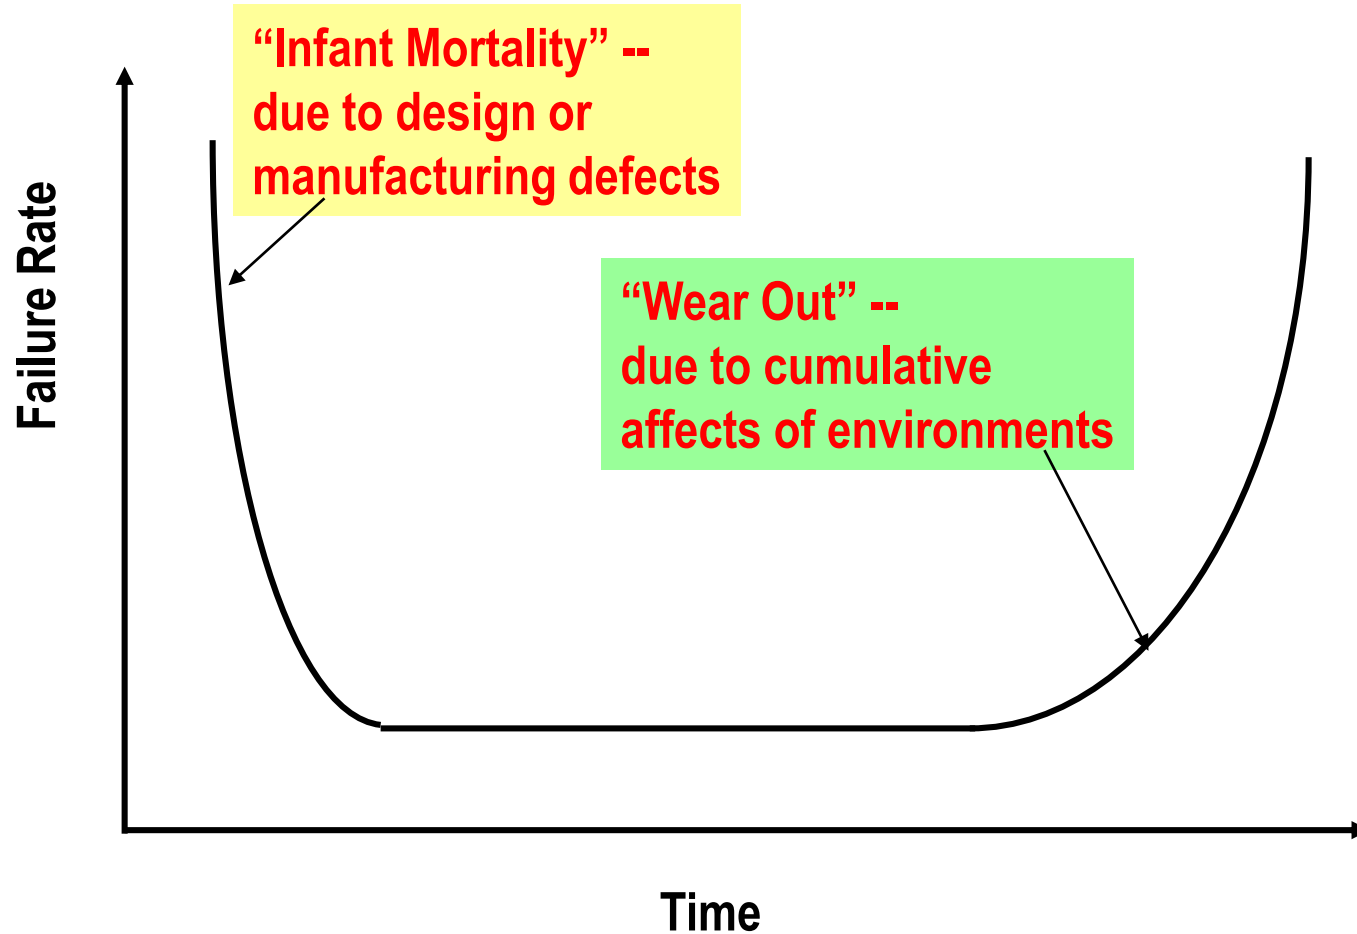 “Infant Mortality” --
due to design or
manufacturing defects
Failure Rate
“Wear Out” --
due to cumulative
affects of environments
Time